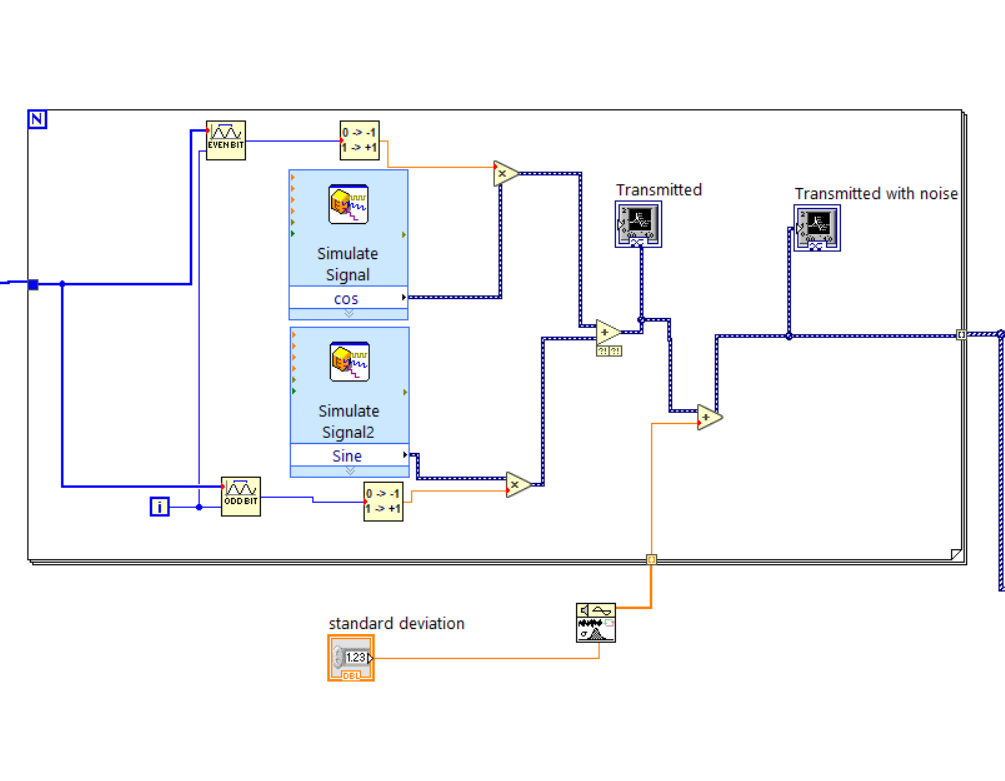 N
EVEN BIT
0 -> -1
1 -> +1
×
Transmitted
Transmitted with noise
Simulate
Signal
cos
+
?! ?!
Simulate
Signal2
Sine
+
×
i
ODD BIT
0 -> -1
1 -> +1
standard deviation
σ
1.23
DBL